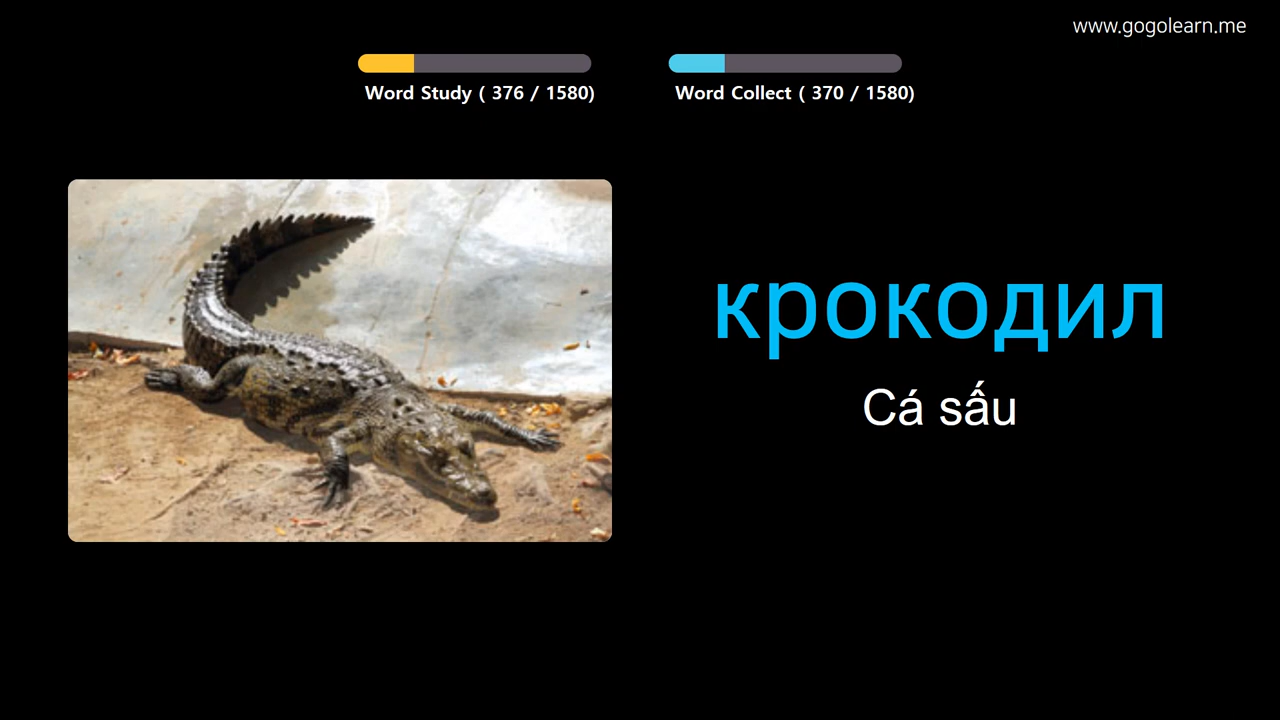 www.gogolearn.me
Word Study ( 376 / 1580)
Word Collect ( 370 / 1580)
крокодил
Cá sấu